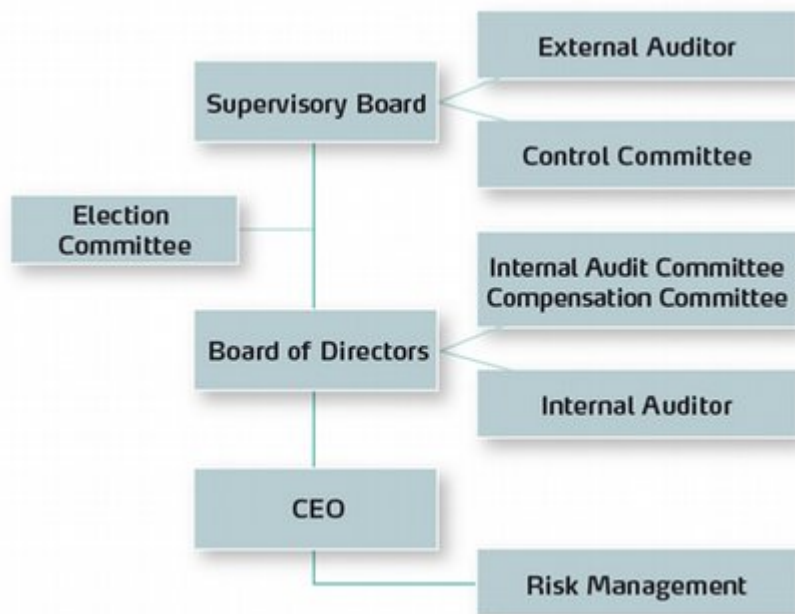 External Auditor
Supervisory Board
Control Committee
Election
Committee
Internal Audit Committee
Compensation Committee
Board of Directors
Internal Auditor
CEO
Risk Management